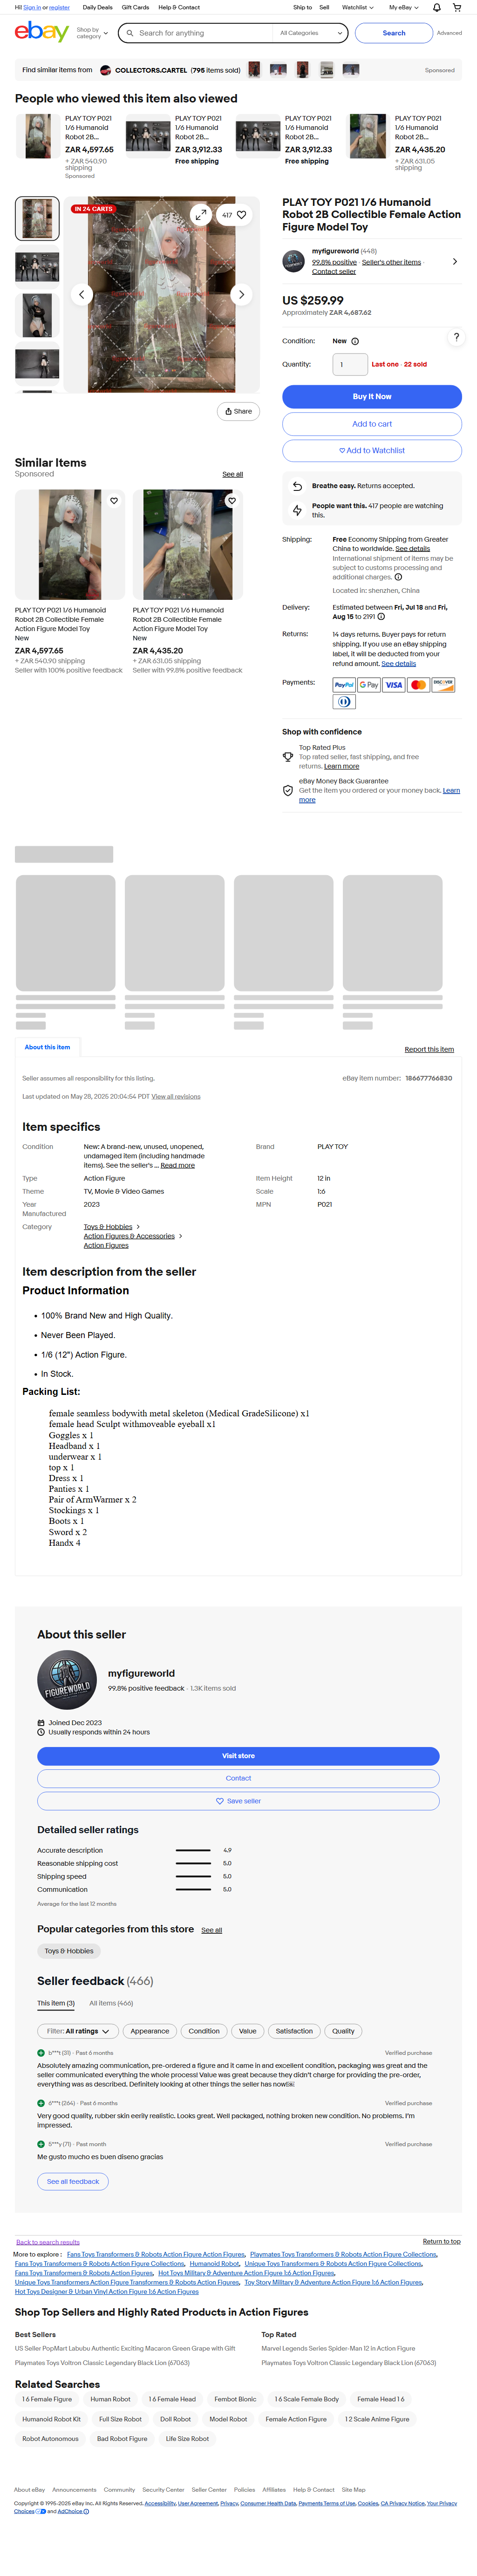 Hi! Sign in or register
Daily Deals
Gift Cards
Help & Contact
Ship to
Sell
Watchlist
My eBay
ebay
Shop by category
Search for anything
All Categories
Search
Advanced
Find similar items from
COLLECTORS.CARTEL (795 items sold)
Sponsored
People who viewed this item also viewed
PLAY TOY P021 1/6 Humanoid Robot 2B...
ZAR 4,597.65
+ ZAR 540.90 shipping
Sponsored
PLAY TOY P021 1/6 Humanoid Robot 2B...
ZAR 3,912.33
Free shipping
PLAY TOY P021 1/6 Humanoid Robot 2B...
ZAR 3,912.33
Free shipping
PLAY TOY P021 1/6 Humanoid Robot 2B...
ZAR 4,435.20
+ ZAR 631.05 shipping
IN 24 CARTS
417
Share
PLAY TOY P021 1/6 Humanoid
Robot 2B Collectible Female Action
Figure Model Toy
myfigureworld (448)
99.8% positive · Seller's other items ·
Contact seller
US $259.99
Approximately ZAR 4,687.62
Condition: New
Quantity: 1 Last one · 22 sold
Buy It Now
Add to cart
Add to Watchlist
Breathe easy. Returns accepted.
People want this. 417 people are watching
this.
Shipping: Free Economy Shipping from Greater
China to worldwide. See details
International shipment of items may be
subject to customs processing and
additional charges.
Located in: shenzhen, China
Delivery: Estimated between Fri, Jul 18 and Fri,
Aug 15 to 2191
Returns: 14 days returns. Buyer pays for return
shipping. If you use an eBay shipping
label, it will be deducted from your
refund amount. See details
Payments: PayPal G Pay VISA MasterCard DISCOVER
Shop with confidence
Top Rated Plus
Top rated seller, fast shipping, and free
returns. Learn more
eBay Money Back Guarantee
Get the item you ordered or your money back. Learn
more
Similar Items
Sponsored
See all
PLAY TOY P021 1/6 Humanoid
Robot 2B Collectible Female
Action Figure Model Toy
New
ZAR 4,597.65
+ ZAR 540.90 shipping
Seller with 100% positive feedback
PLAY TOY P021 1/6 Humanoid
Robot 2B Collectible Female
Action Figure Model Toy
New
ZAR 4,435.20
+ ZAR 631.05 shipping
Seller with 99.8% positive feedback
About this item
Report this item
Seller assumes all responsibility for this listing.
eBay item number: 186677766830
Last updated on May 28, 2025 20:04:54 PDT View all revisions
Item specifics
Condition
New: A brand-new, unused, unopened,
undamaged item (including handmade
items). See the seller's ... Read more
Brand PLAY TOY
Type Action Figure
Item Height 12 in
Theme TV, Movie & Video Games
Scale 1:6
Year Manufactured 2023
MPN P021
Category Toys & Hobbies
Action Figures & Accessories
Action Figures
Item description from the seller
Product Information
100% Brand New and High Quality.
Never Been Played.
1/6 (12") Action Figure.
In Stock.
Packing List:
female seamless bodywith metal skeleton (Medical GradeSilicone) x1
female head Sculpt withmoveable eyeball x1
Goggles x 1
Headband x 1
underwear x 1
top x 1
Dress x 1
Panties x 1
Pair of ArmWarmer x 2
Stockings x 1
Boots x 1
Sword x 2
Handx 4
About this seller
FIGUREWORLD
myfigureworld
99.8% positive feedback · 1.3K items sold
Joined Dec 2023
Usually responds within 24 hours
Visit store
Contact
Save seller
Detailed seller ratings
Accurate description 4.9
Reasonable shipping cost 5.0
Shipping speed 5.0
Communication 5.0
Average for the last 12 months
Popular categories from this store See all
Toys & Hobbies
Seller feedback (466)
This item (3)
All items (466)
Filter: All ratings
Appearance
Condition
Value
Satisfaction
Quality
b***t (31) · Past 6 months
Verified purchase
Absolutely amazing communication, pre-ordered a figure and it came in and excellent condition, packaging was great and the
seller communicated everything the whole process! Value was great because they didn't charge for providing the pre-order,
everything was as described. Definitely looking at other things the seller has now
6***t (264) · Past 6 months
Verified purchase
Very good quality, rubber skin eerily realistic. Looks great. Well packaged, nothing broken new condition. No problems. I'm
impressed.
5***y (71) · Past month
Verified purchase
Me gusto mucho es buen diseno gracias
See all feedback
Back to search results
Return to top
More to explore : Fans Toys Transformers & Robots Action Figure Action Figures, Playmates Toys Transformers & Robots Action Figure Collections,
Fans Toys Transformers & Robots Action Figure Collections, Humanoid Robot, Unique Toys Transformers & Robots Action Figure Collections,
Fans Toys Transformers & Robots Action Figures, Hot Toys Military & Adventure Action Figure 1:6 Action Figures,
Unique Toys Transformers Action Figure Transformers & Robots Action Figures, Toy Story Military & Adventure Action Figure 1:6 Action Figures,
Hot Toys Designer & Urban Vinyl Action Figure 1:6 Action Figures
Shop Top Sellers and Highly Rated Products in Action Figures
Best Sellers
US Seller PopMart Labubu Authentic Exciting Macaron Green Grape with Gift
Playmates Toys Voltron Classic Legendary Black Lion (67063)
Top Rated
Marvel Legends Series Spider-Man 12 in Action Figure
Playmates Toys Voltron Classic Legendary Black Lion (67063)
Related Searches
1 6 Female Figure
Human Robot
1 6 Female Head
Fembot Bionic
1 6 Scale Female Body
Female Head 1 6
Humanoid Robot Kit
Full Size Robot
Doll Robot
Model Robot
Female Action Figure
1 2 Scale Anime Figure
Robot Autonomous
Bad Robot Figure
Life Size Robot
About eBay
Announcements
Community
Security Center
Seller Center
Policies
Affiliates
Help & Contact
Site Map
Copyright © 1995-2025 eBay Inc. All Rights Reserved. Accessibility, User Agreement, Privacy, Consumer Health Data, Payments Terms of Use, Cookies, CA Privacy Notice, Your Privacy
Choices and AdChoice